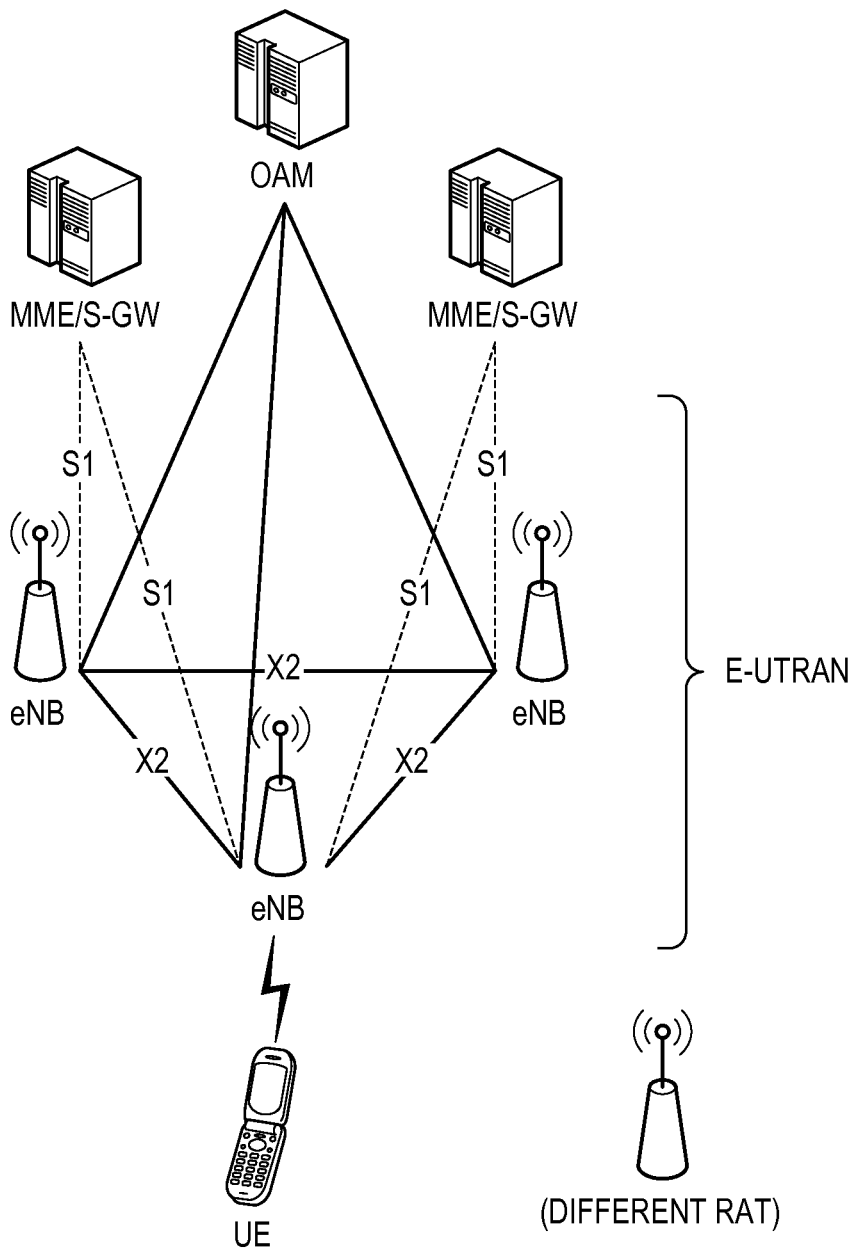 OAM
MME/S-GW
MME/S-GW
S1
S1
S1
S1
X2
E-UTRAN
eNB
eNB
X2
X2
eNB
UE
(DIFFERENT RAT)